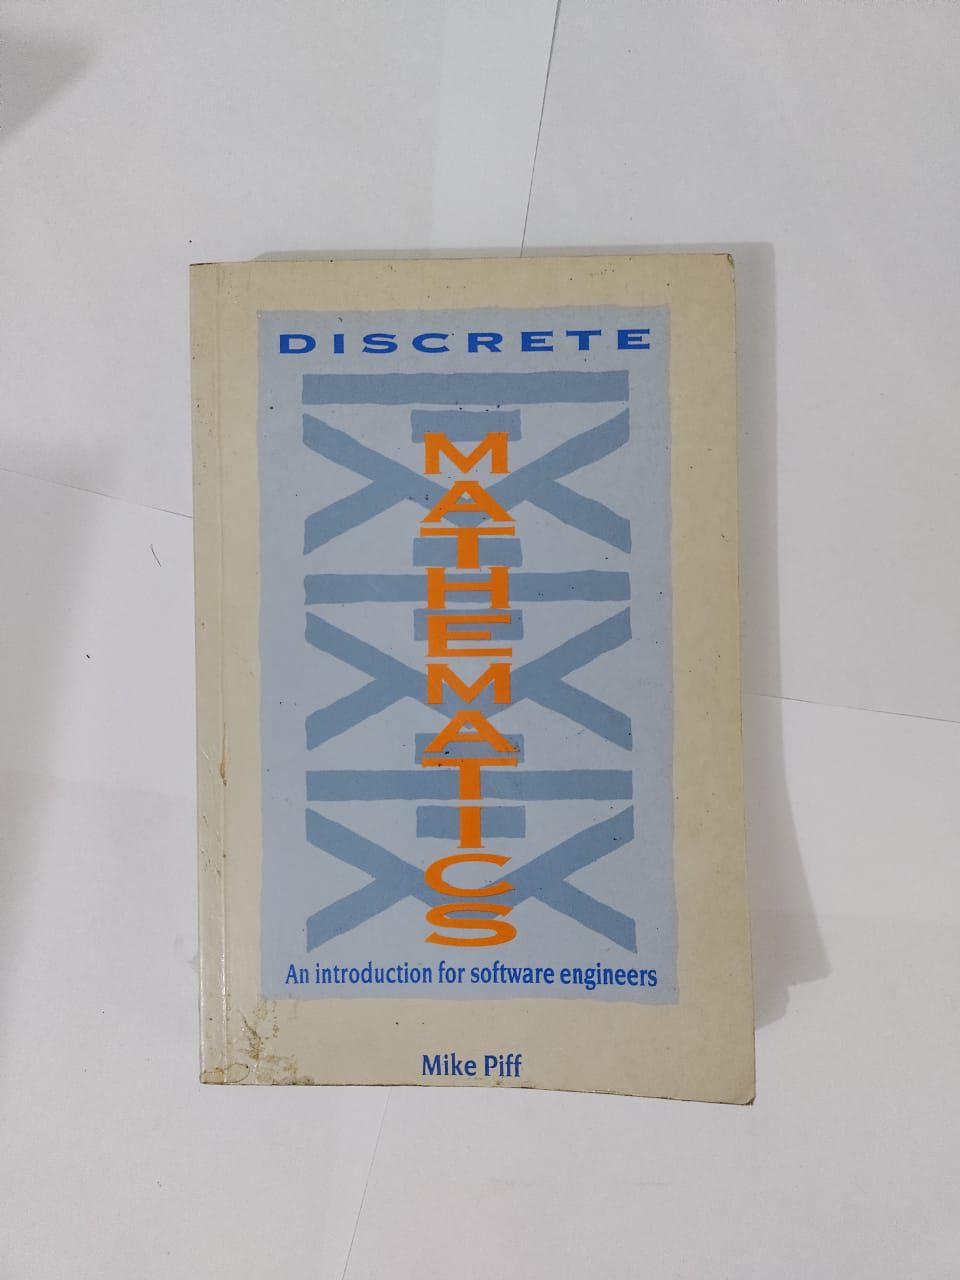 DISCRETE
MATHEMATICS
An introduction for software engineers
Mike Piff